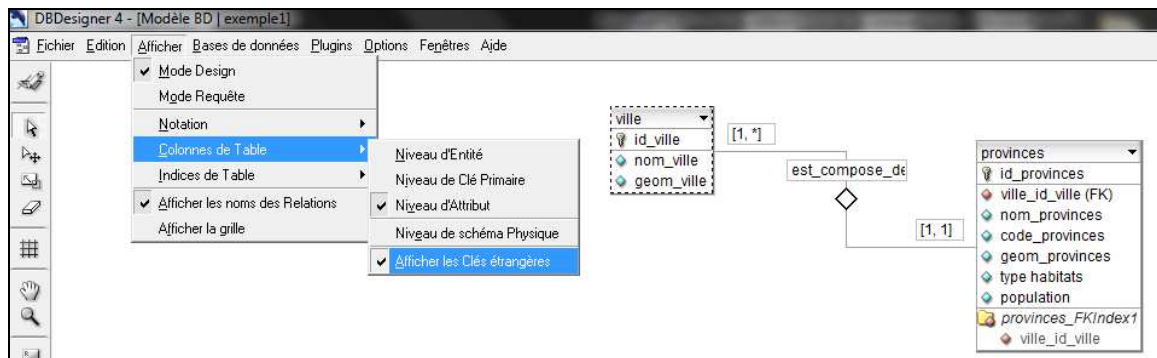 DBDesigner 4 - [Modèle BD | exemple1]
Fichier Edition Afficher Bases de données Plugins Options Fenêtres Aide
Mode Design
Mode Requête
Notation
Colonnes de Table
Indices de Table
Afficher les noms des Relations
Afficher la grille
Niveau d'Entité
Niveau de Clé Primaire
Niveau d'Attribut
Niveau de schéma Physique
Afficher les Clés étrangères
ville
id_ville
nom_ville
geom_ville
[1, *]
est_compose_de
[1, 1]
provinces
id_provinces
ville_id_ville (FK)
nom_provinces
code_provinces
geom_provinces
type habitats
population
provinces_FKIndex1
ville_id_ville